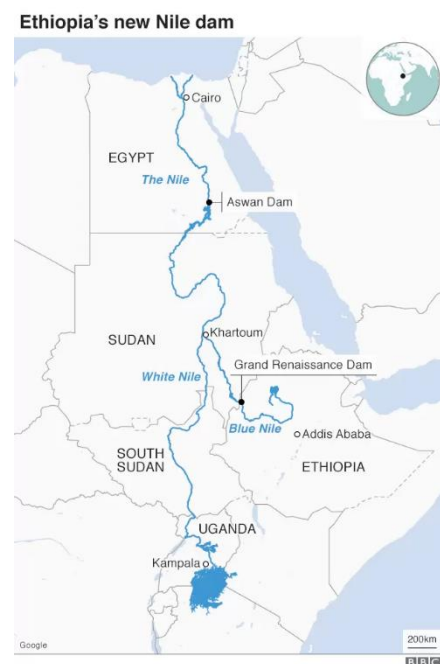 Ethiopia's new Nile dam
Cairo
EGYPT
The Nile
Aswan Dam
SUDAN
Khartoum
Grand Renaissance Dam
White Nile
Blue Nile
Addis Ababa
SOUTH
SUDAN
ETHIOPIA
UGANDA
Kampala
200km
Google
BBC